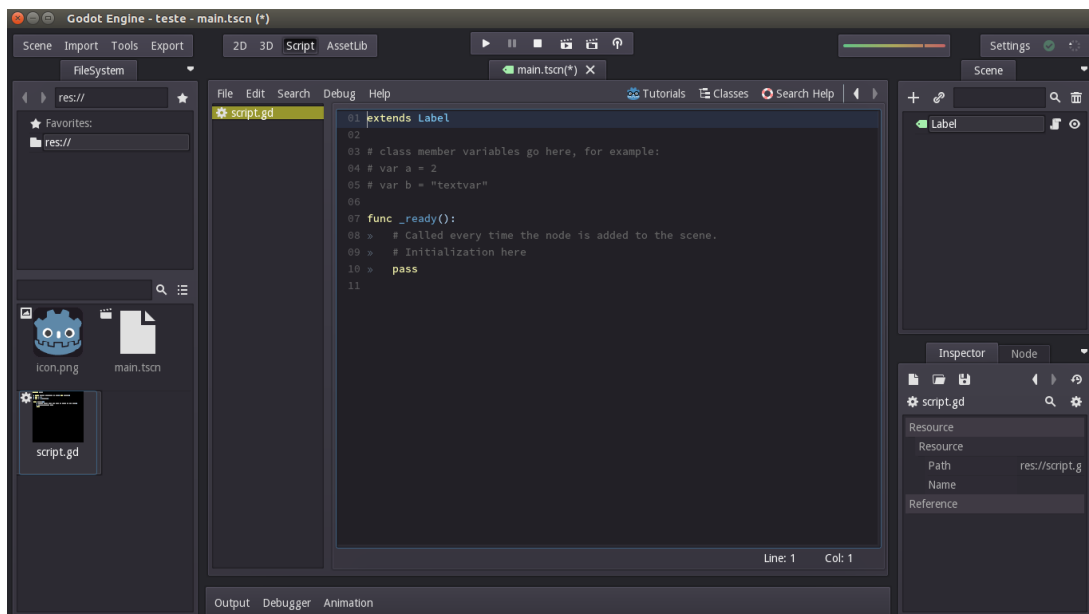 Godot Engine - teste - main.tscn (*)
Scene Import Tools Export
2D 3D Script AssetLib
Settings
FileSystem
main.tscn(*)
Scene
res://
File Edit Search Debug Help
Tutorials Classes Search Help
Favorites:
res://
script.gd
01 extends Label
02
03 # class member variables go here, for example:
04 # var a = 2
05 # var b = "textvar"
06
07 func _ready():
08 » # Called every time the node is added to the scene.
09 » # Initialization here
10 » pass
11
Label
icon.png
main.tscn
script.gd
Inspector Node
script.gd
Resource
Resource
Path res://script.g
Name
Reference
Line: 1 Col: 1
Output Debugger Animation